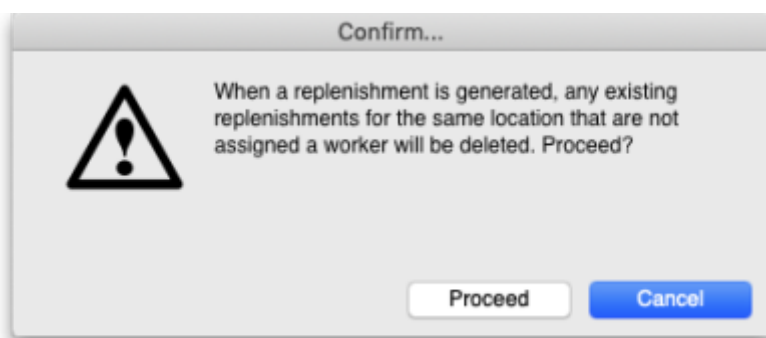 Confirm...
When a replenishment is generated, any existing
replenishments for the same location that are not
assigned a worker will be deleted. Proceed?
Proceed
Cancel